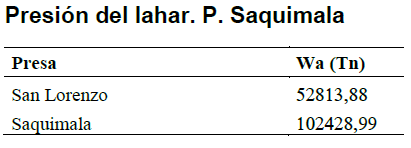 Presión del lahar. P. Saquimala
Presa Wa (Tn)
San Lorenzo 52813,88
Saquimala 102428,99